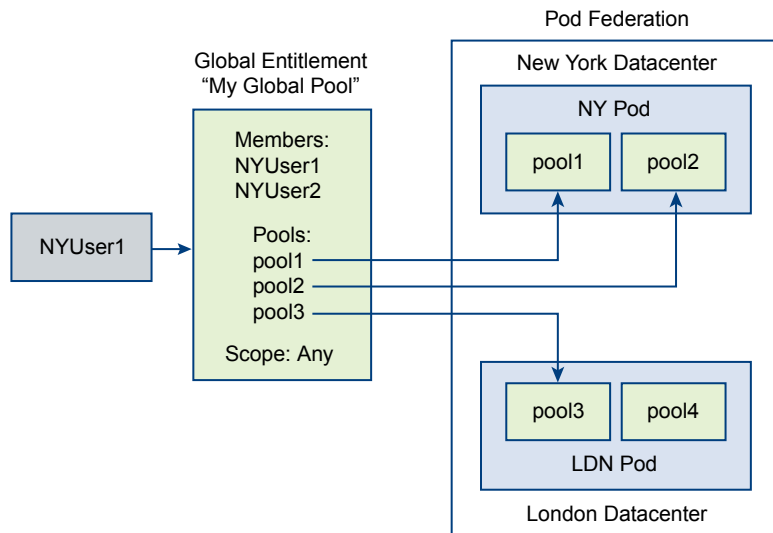 Pod Federation
Global Entitlement
“My Global Pool”
New York Datacenter
NY Pod
pool1
pool2
Members:
NYUser1
NYUser2
NYUser1
Pools:
pool1
pool2
pool3
Scope: Any
pool3
pool4
LDN Pod
London Datacenter